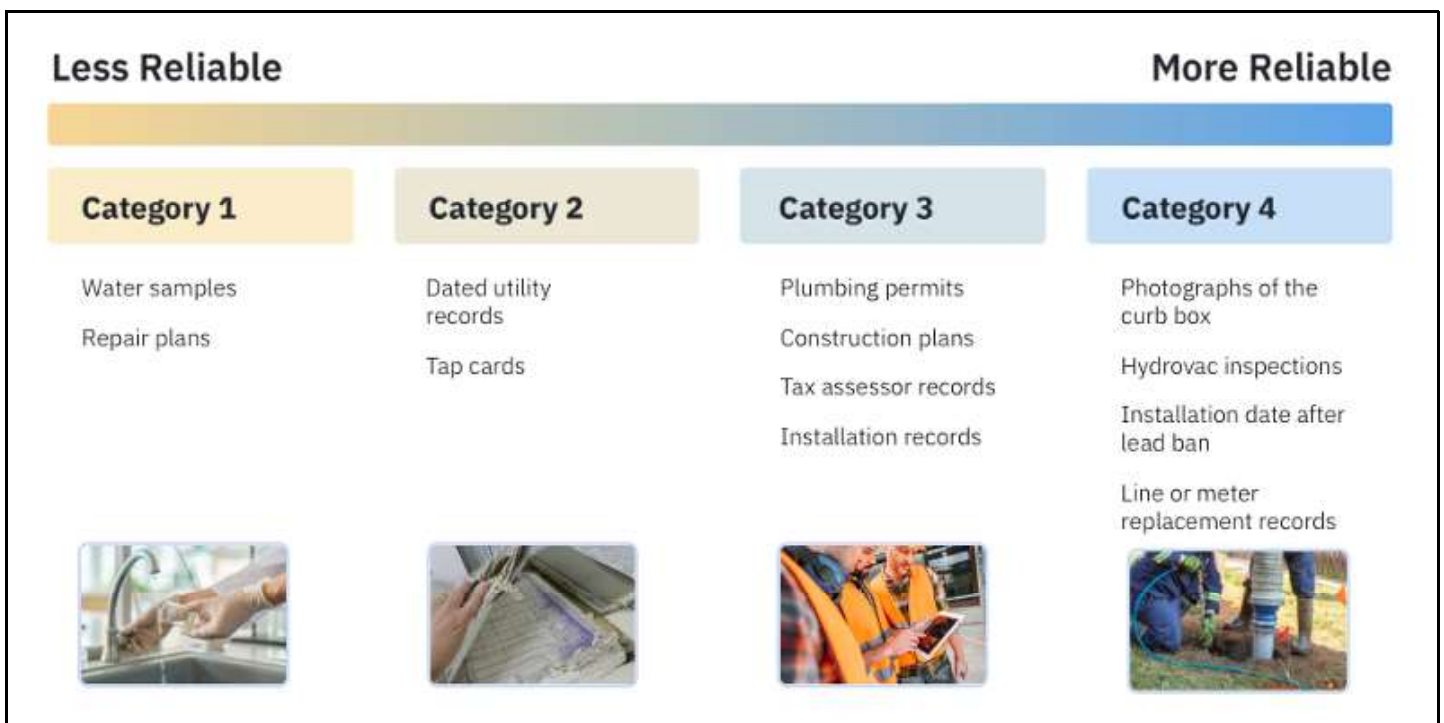 Less Reliable
More Reliable
Category 1
Water samples
Repair plans
Category 2
Dated utility
records
Tap cards
Category 3
Plumbing permits
Construction plans
Tax assessor records
Installation records
Category 4
Photographs of the
curb box
Hydrovac inspections
Installation date after
lead ban
Line or meter
replacement records